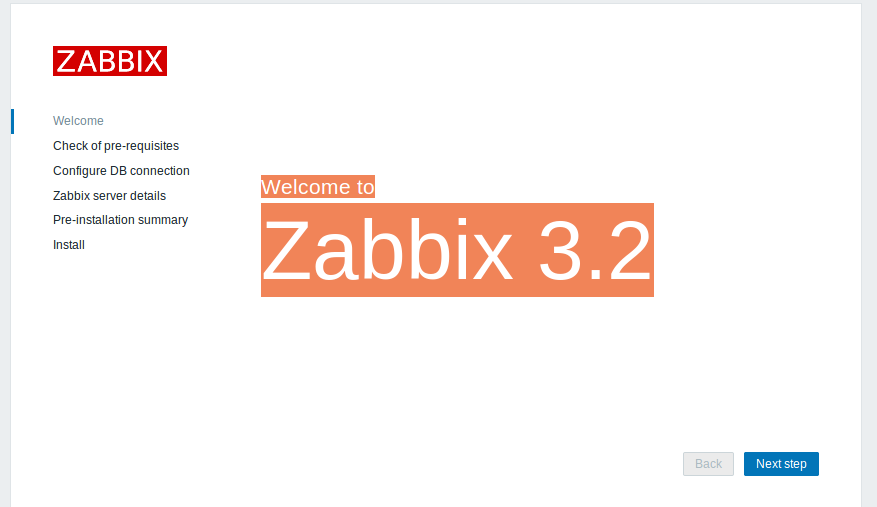 ZABBIX
Welcome
Check of pre-requisites
Configure DB connection
Zabbix server details
Pre-installation summary
Install
Welcome to
Zabbix 3.2
Back
Next step